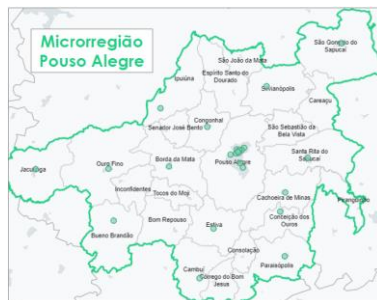 Microrregião
Pouso Alegre
São Gonçalo do
Sapucaí
São João da Mata
Ipuiúna
Espírito Santo do
Dourado
Silvianópolis
Careaçu
Congonhal
Senador José Bento
São Sebastião da
Bela Vista
Jacutinga
Ouro Fino
Borda da Mata
Pouso Alegre
Santa Rita do
Sapucaí
Inconfidentes
Tocos do Moji
Cachoeira de Minas
Piranguinho
Conceição dos
Ouros
Bom Repouso
Estiva
Bueno Brandão
Consolação
Paraisópolis
Cambuí
Córrego do Bom
Jesus